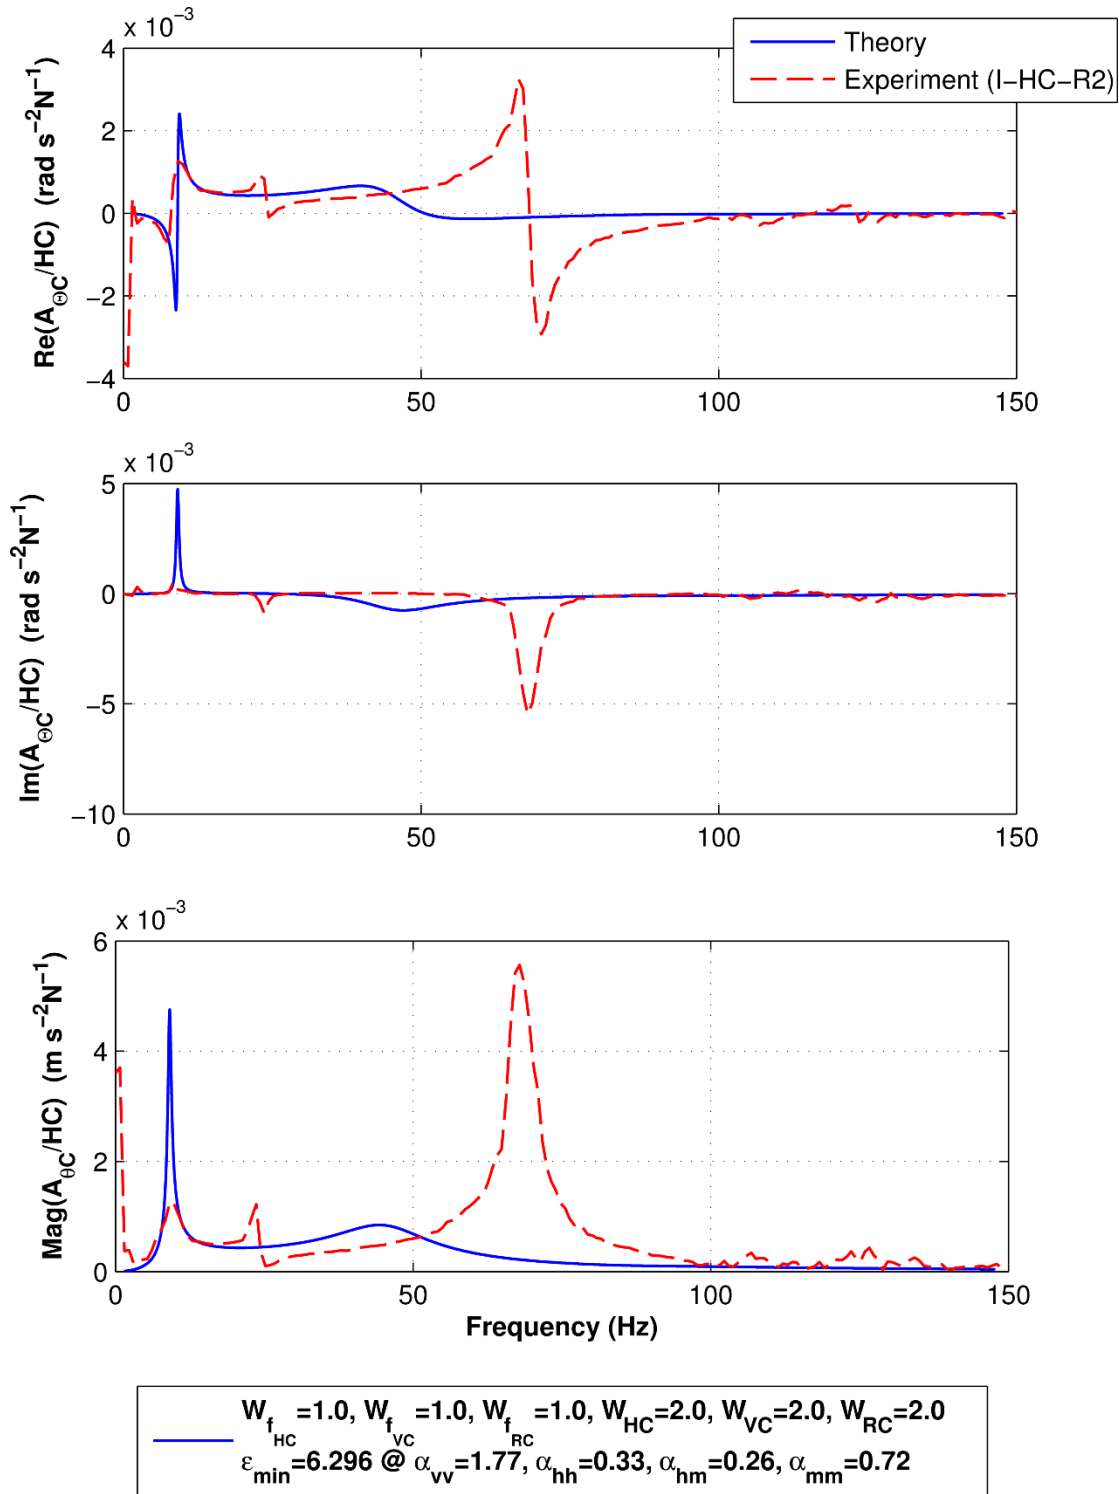 x 10⁻³
Theory
Experiment (I−HC−R2)
Re(A_ΘC/HC) (rad s⁻²N⁻¹)
4
2
0
−2
−4
0 50 100 150
x 10⁻³
Im(A_ΘC/HC) (rad s⁻²N⁻¹)
5
0
−5
−10
0 50 100 150
x 10⁻³
Mag(A_θC/HC) (m s⁻²N⁻¹)
6
4
2
0
0 50 100 150
Frequency (Hz)
W_f_HC=1.0, W_f_VC=1.0, W_f_RC=1.0, W_HC=2.0, W_VC=2.0, W_RC=2.0
ε_min=6.296 @ α_vv=1.77, α_hh=0.33, α_hm=0.26, α_mm=0.72